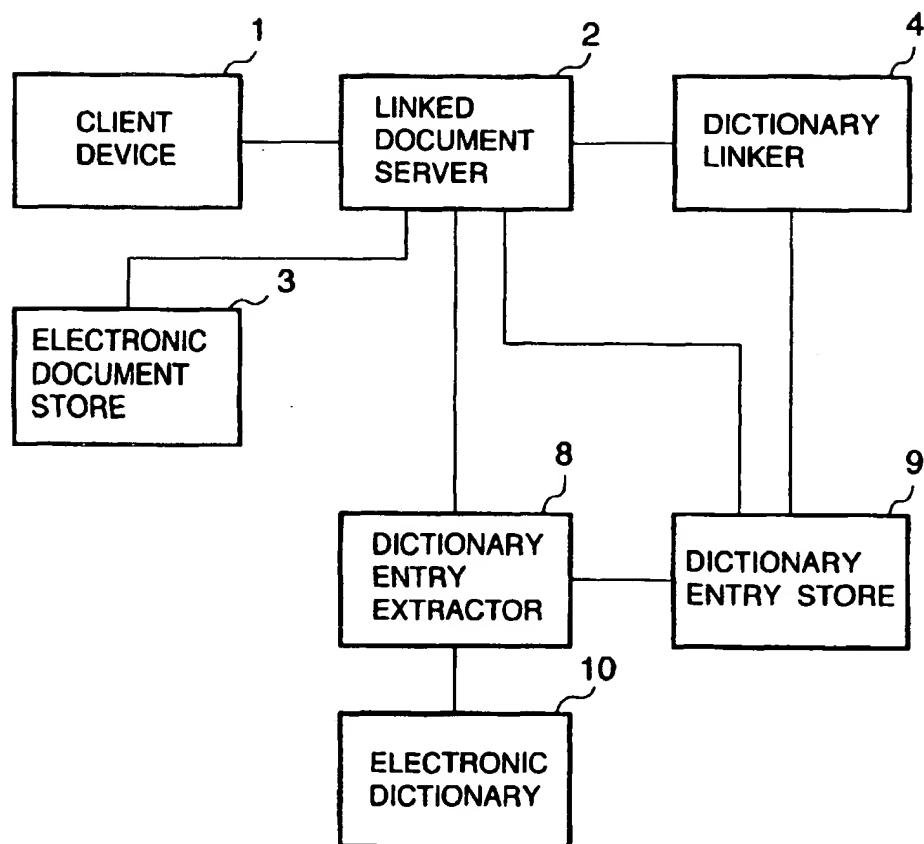 1
CLIENT
DEVICE
2
LINKED
DOCUMENT
SERVER
4
DICTIONARY
LINKER
3
ELECTRONIC
DOCUMENT
STORE
8
DICTIONARY
ENTRY
EXTRACTOR
9
DICTIONARY
ENTRY STORE
10
ELECTRONIC
DICTIONARY